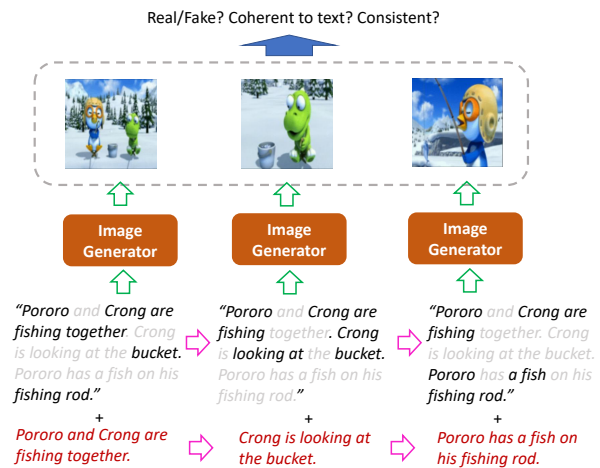 Real/Fake? Coherent to text? Consistent?
Image
Generator
Image
Generator
Image
Generator
“Pororo and Crong are
fishing together. Crong
is looking at the bucket.
Pororo has a fish on his
fishing rod.”
“Pororo and Crong are
fishing together. Crong
is looking at the bucket.
Pororo has a fish on his
fishing rod.”
“Pororo and Crong are
fishing together. Crong
is looking at the bucket.
Pororo has a fish on his
fishing rod.”
+
+
+
Pororo and Crong are
fishing together.
Crong is looking at
the bucket.
Pororo has a fish on
his fishing rod.